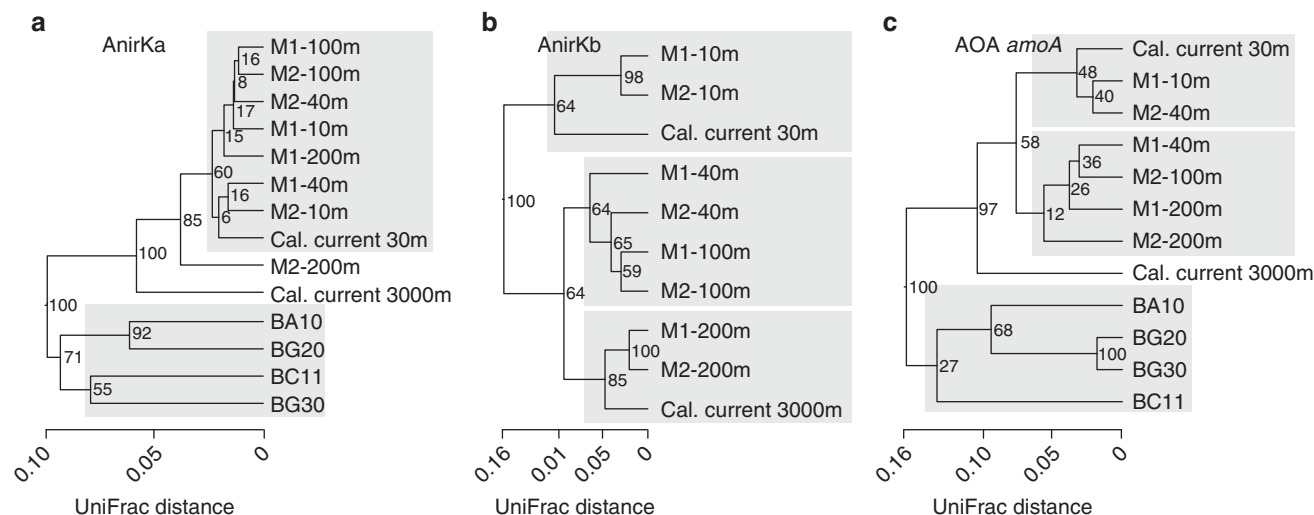 a
AnirKa
M1-100m
M2-100m
M2-40m
M1-10m
M1-200m
M1-40m
M2-10m
Cal. current 30m
M2-200m
Cal. current 3000m
BA10
BG20
BC11
BG30
16
8
17
15
60
16
6
85
100
100
92
71
55
0.10
0.05
0
UniFrac distance
b
AnirKb
M1-10m
M2-10m
Cal. current 30m
M1-40m
M2-40m
M1-100m
M2-100m
M1-200m
M2-200m
Cal. current 3000m
98
64
100
64
65
59
64
100
85
0.16
0.01
0.05
0
UniFrac distance
c
AOA amoA
Cal. current 30m
M1-10m
M2-40m
M1-40m
M2-100m
M1-200m
M2-200m
Cal. current 3000m
BA10
BG20
BG30
BC11
48
40
58
36
26
12
97
100
68
100
27
0.16
0.10
0.05
0
UniFrac distance